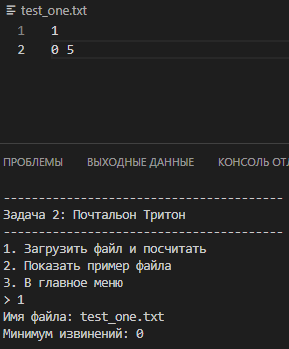 test_one.txt
1 1
2 0 5
ПРОБЛЕМЫ ВЫХОДНЫЕ ДАННЫЕ КОНСОЛЬ ОТЛ
----------------------------------------
Задача 2: Почтальон Тритон
----------------------------------------
1. Загрузить файл и посчитать
2. Показать пример файла
3. В главное меню
> 1
Имя файла: test_one.txt
Минимум извинений: 0